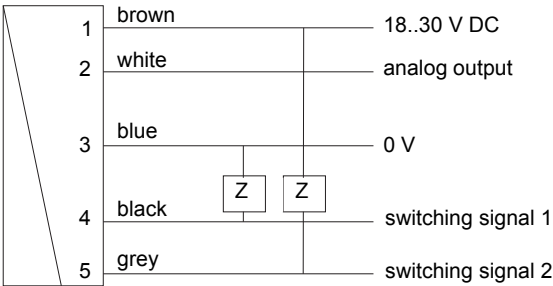 1 brown 18..30 V DC
2 white analog output
3 blue 0 V
Z Z
4 black switching signal 1
5 grey switching signal 2